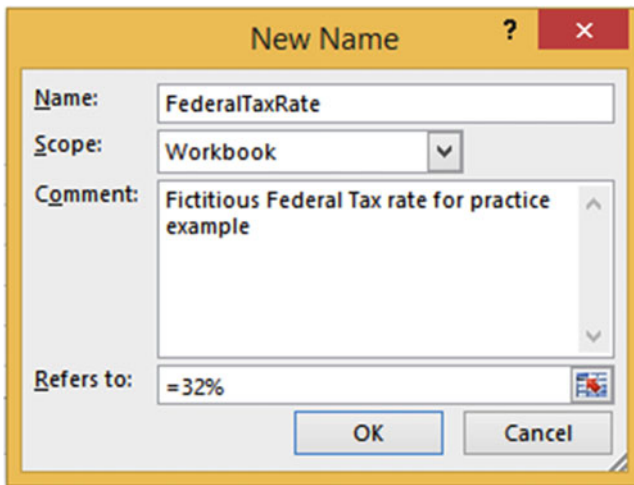 New Name
?
×
Name:
FederalTaxRate
Scope:
Workbook
Comment:
Fictitious Federal Tax rate for practice
example
Refers to:
=32%
OK
Cancel